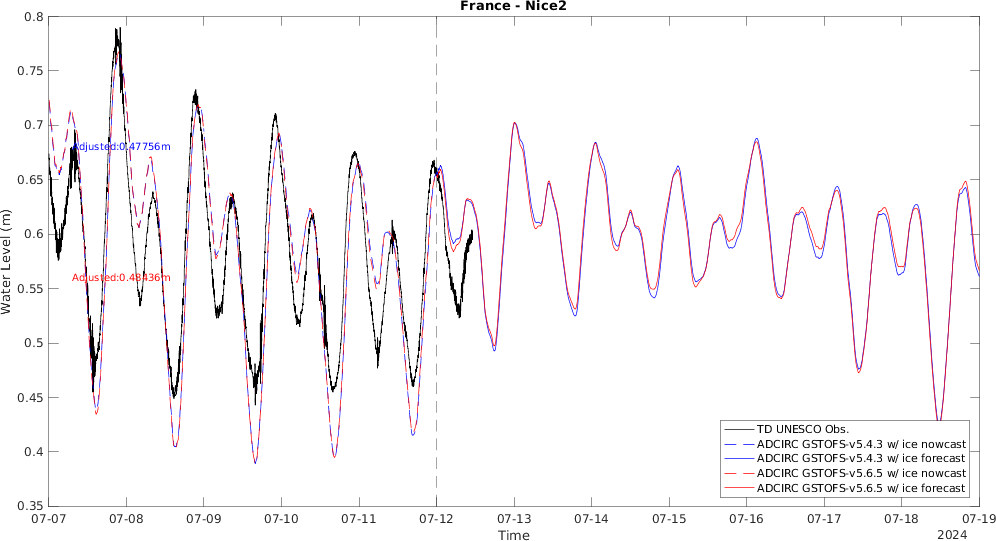 France - Nice2
0.8
0.75
0.7
0.65
0.6
0.55
0.5
0.45
0.4
0.35
Water Level (m)
Adjusted:0.47756m
Adjusted:0.48436m
TD UNESCO Obs.
ADCIRC GSTOFS-v5.4.3 w/ ice nowcast
ADCIRC GSTOFS-v5.4.3 w/ ice forecast
ADCIRC GSTOFS-v5.6.5 w/ ice nowcast
ADCIRC GSTOFS-v5.6.5 w/ ice forecast
07-07 07-08 07-09 07-10 07-11 07-12 07-13 07-14 07-15 07-16 07-17 07-18 07-19
Time
2024